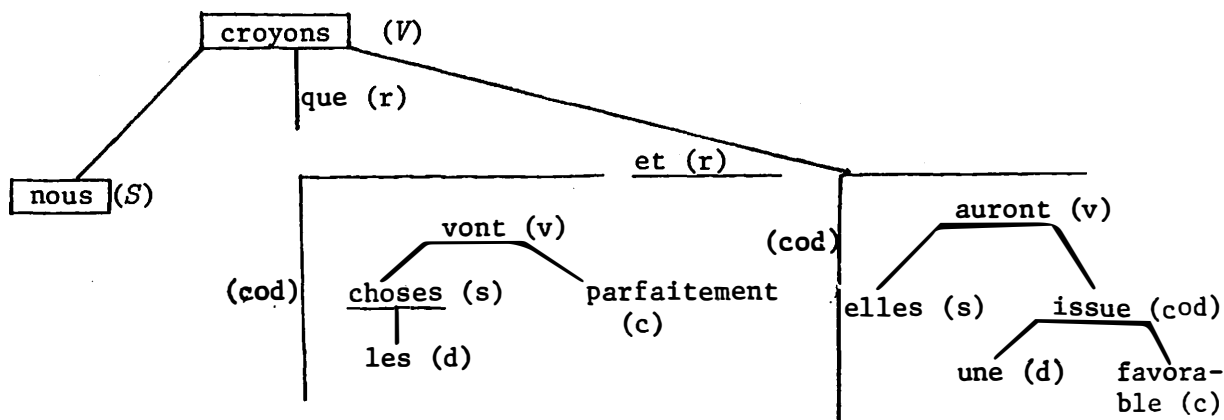 croyons (V)
que (r)
et (r)
nous (S)
vont (v)
auront (v)
(cod)
(cod)
choses (s)
parfaitement
(c)
elles (s)
issue (cod)
les (d)
une (d)
favora-
ble (c)